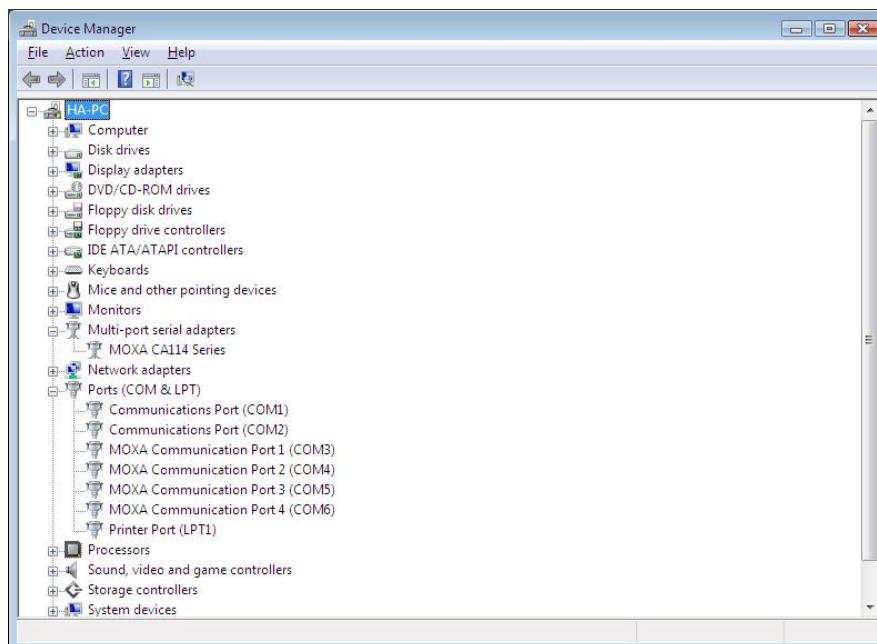 Device Manager
File Action View Help
HA-PC
Computer
Disk drives
Display adapters
DVD/CD-ROM drives
Floppy disk drives
Floppy drive controllers
IDE ATA/ATAPI controllers
Keyboards
Mice and other pointing devices
Monitors
Multi-port serial adapters
MOXA CA114 Series
Network adapters
Ports (COM & LPT)
Communications Port (COM1)
Communications Port (COM2)
MOXA Communication Port 1 (COM3)
MOXA Communication Port 2 (COM4)
MOXA Communication Port 3 (COM5)
MOXA Communication Port 4 (COM6)
Printer Port (LPT1)
Processors
Sound, video and game controllers
Storage controllers
System devices